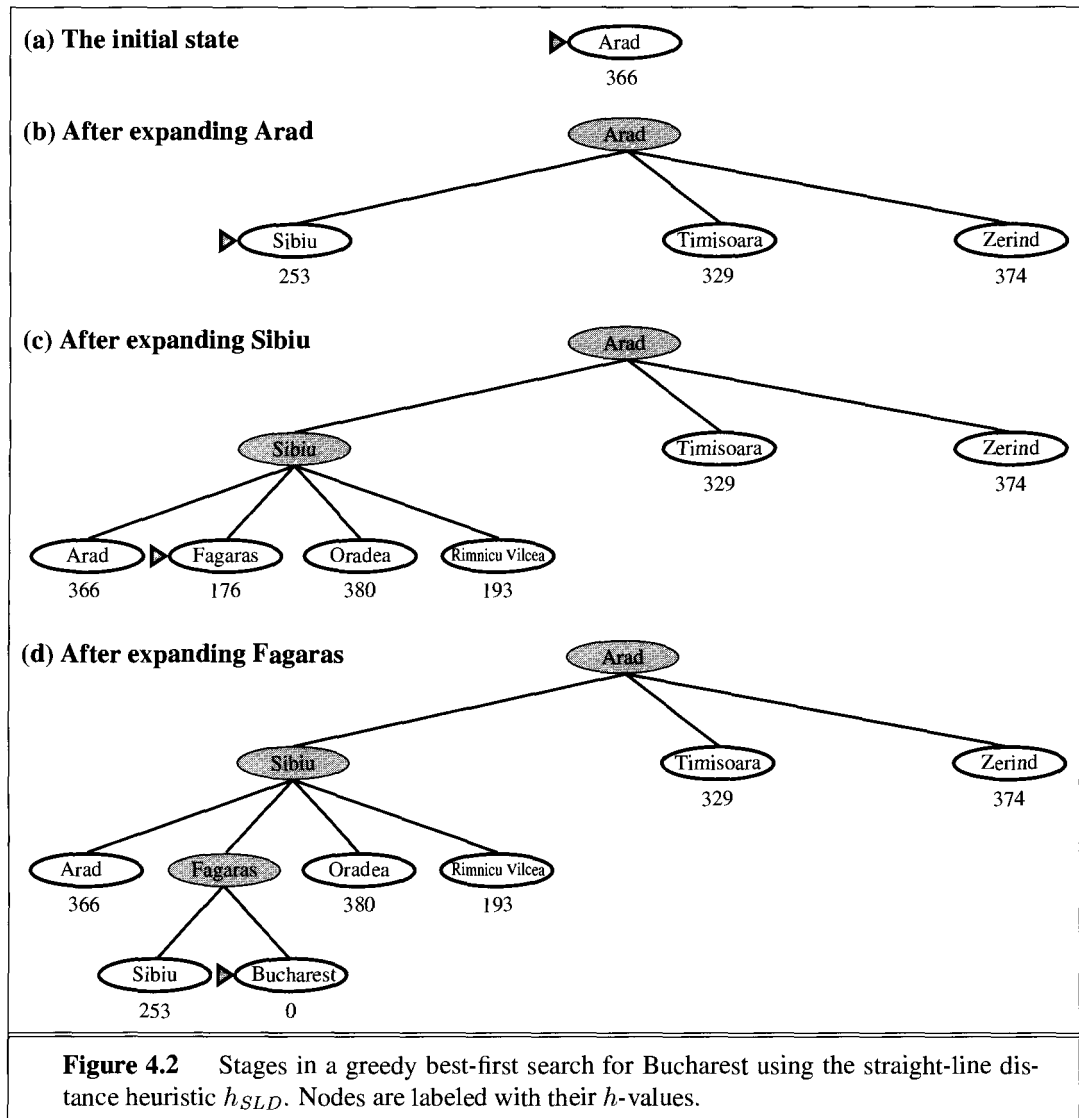 (a) The initial state
Arad
366
(b) After expanding Arad
Arad
Sibiu
Timisoara
Zerind
253
329
374
(c) After expanding Sibiu
Arad
Sibiu
Timisoara
Zerind
329
374
Arad
Fagaras
Oradea
Rimnicu Vilcea
366
176
380
193
(d) After expanding Fagaras
Arad
Sibiu
Timisoara
Zerind
329
374
Arad
Fagaras
Oradea
Rimnicu Vilcea
366
380
193
Sibiu
Bucharest
253
0
Figure 4.2 Stages in a greedy best-first search for Bucharest using the straight-line dis-
tance heuristic hSLD. Nodes are labeled with their h-values.